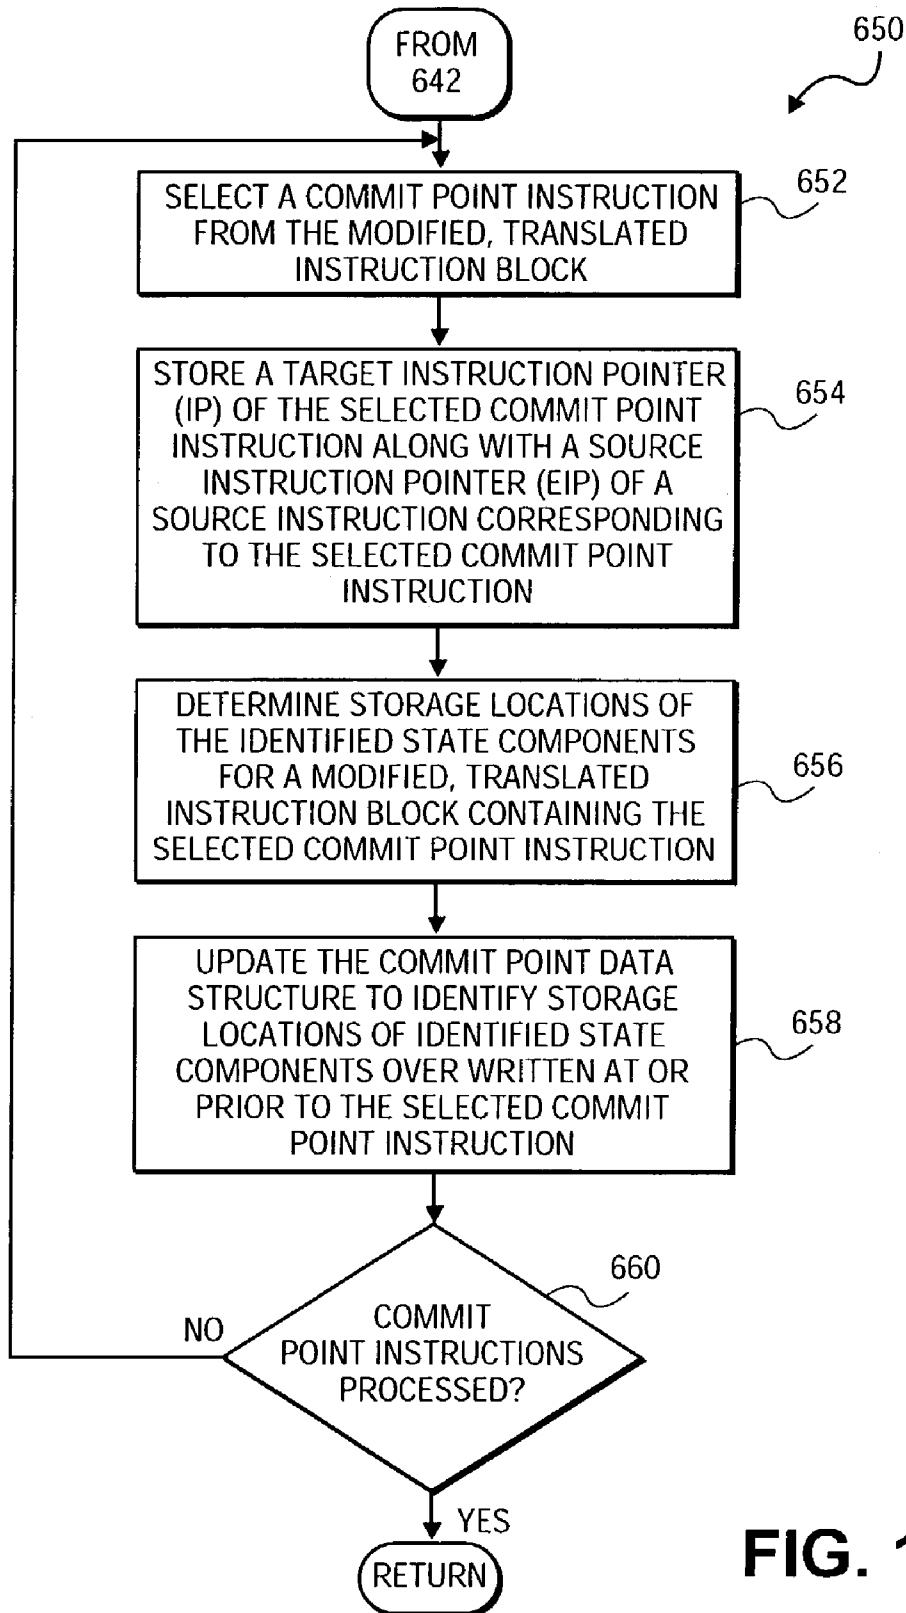 FROM
642
650
SELECT A COMMIT POINT INSTRUCTION
FROM THE MODIFIED, TRANSLATED
INSTRUCTION BLOCK
652
STORE A TARGET INSTRUCTION POINTER
(IP) OF THE SELECTED COMMIT POINT
INSTRUCTION ALONG WITH A SOURCE
INSTRUCTION POINTER (EIP) OF A
SOURCE INSTRUCTION CORRESPONDING
TO THE SELECTED COMMIT POINT
INSTRUCTION
654
DETERMINE STORAGE LOCATIONS OF
THE IDENTIFIED STATE COMPONENTS
FOR A MODIFIED, TRANSLATED
INSTRUCTION BLOCK CONTAINING THE
SELECTED COMMIT POINT INSTRUCTION
656
UPDATE THE COMMIT POINT DATA
STRUCTURE TO IDENTIFY STORAGE
LOCATIONS OF IDENTIFIED STATE
COMPONENTS OVER WRITTEN AT OR
PRIOR TO THE SELECTED COMMIT
POINT INSTRUCTION
658
660
NO
COMMIT
POINT INSTRUCTIONS
PROCESSED?
YES
RETURN
FIG.